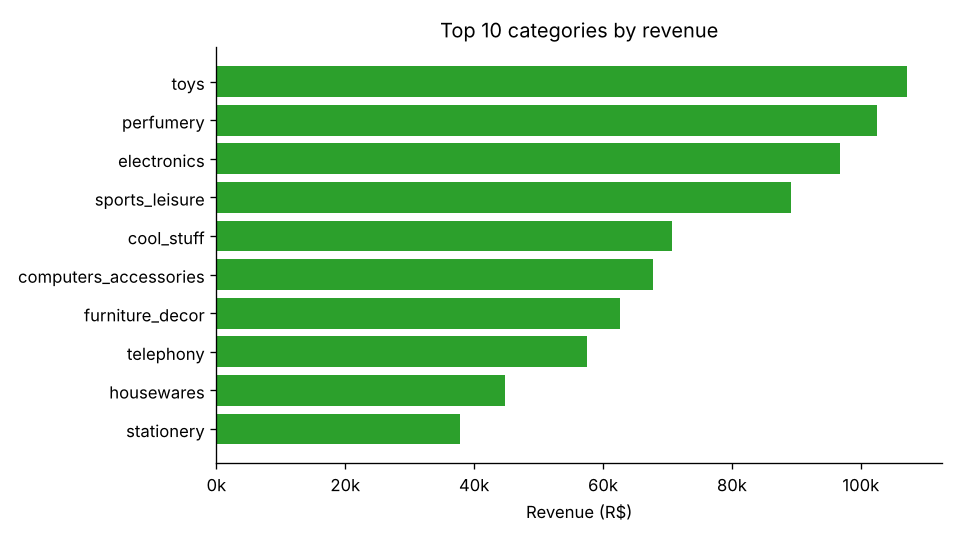 Top 10 categories by revenue
toys
perfumery
electronics
sports_leisure
cool_stuff
computers_accessories
furniture_decor
telephony
housewares
stationery
0k 20k 40k 60k 80k 100k
Revenue (R$)